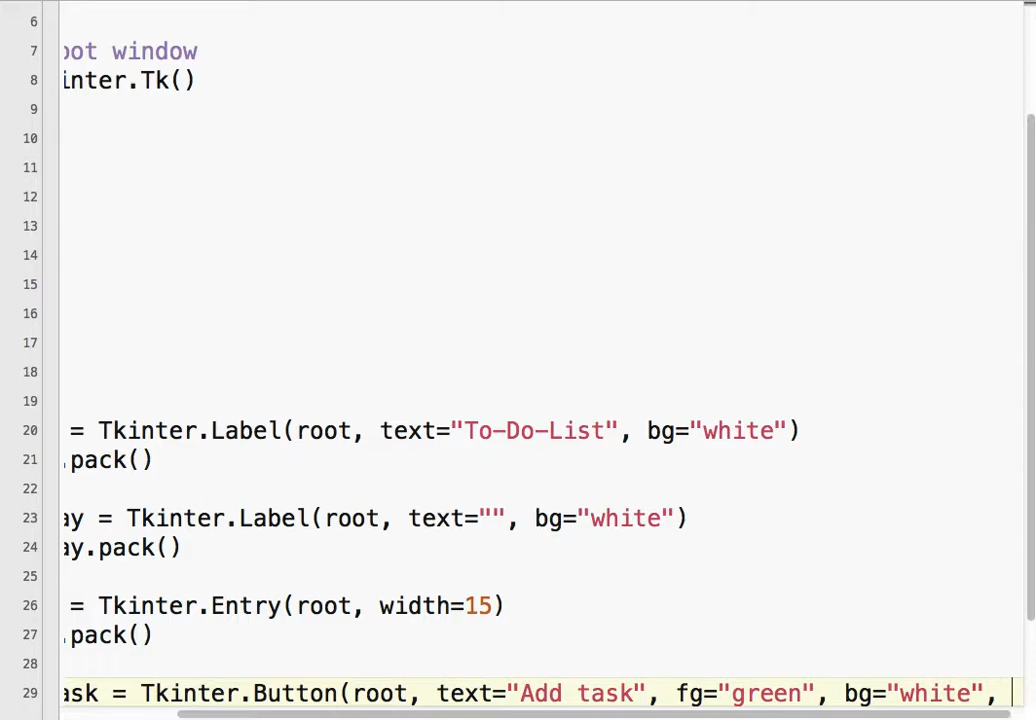 6
7 oot window
8 inter.Tk()
9
10
11
12
13
14
15
16
17
18
19
20 = Tkinter.Label(root, text="To-Do-List", bg="white")
21 .pack()
22
23 ay = Tkinter.Label(root, text="", bg="white")
24 ay.pack()
25
26 = Tkinter.Entry(root, width=15)
27 .pack()
28
29 ask = Tkinter.Button(root, text="Add task", fg="green", bg="white",